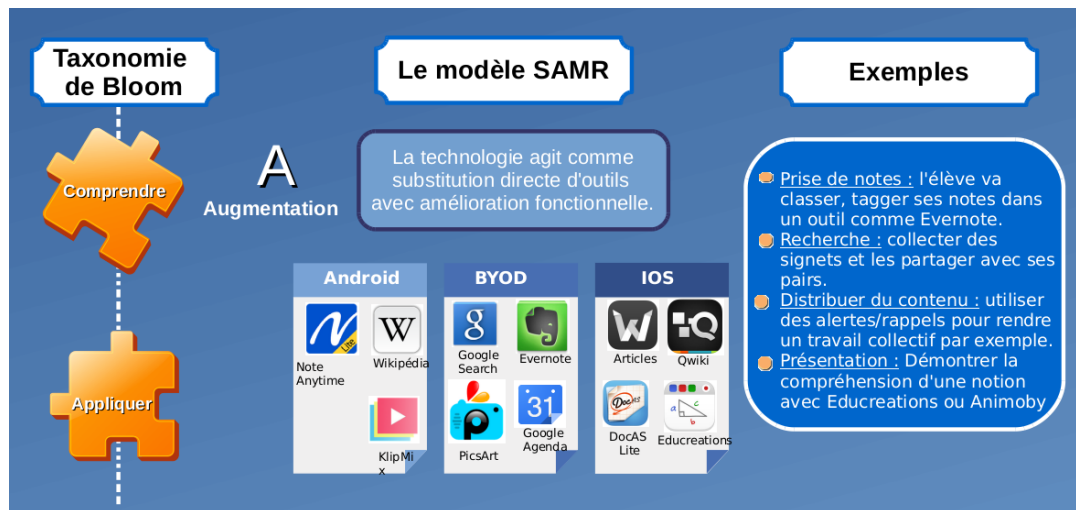 Taxonomie
de Bloom
Le modèle SAMR
Exemples
Comprendre
A
Augmentation
La technologie agit comme
substitution directe d'outils
avec amélioration fonctionnelle.
Prise de notes : l'élève va
classer, tagger ses notes dans
un outil comme Evernote.
Recherche : collecter des
signets et les partager avec ses
pairs.
Distribuer du contenu : utiliser
des alertes/rappels pour rendre
un travail collectif par exemple.
Présentation : Démontrer la
compréhension d'une notion
avec Educreations ou Animoby
Appliquer
Android
Lite
W
Note
Anytime
Wikipédia
KlipMi
x
BYOD
g
Google
Search
Evernote
31
PicsArt
Google
Agenda
IOS
Articles
Qwiki
DocAS
DocAS
Lite
a
c
b
Educreations